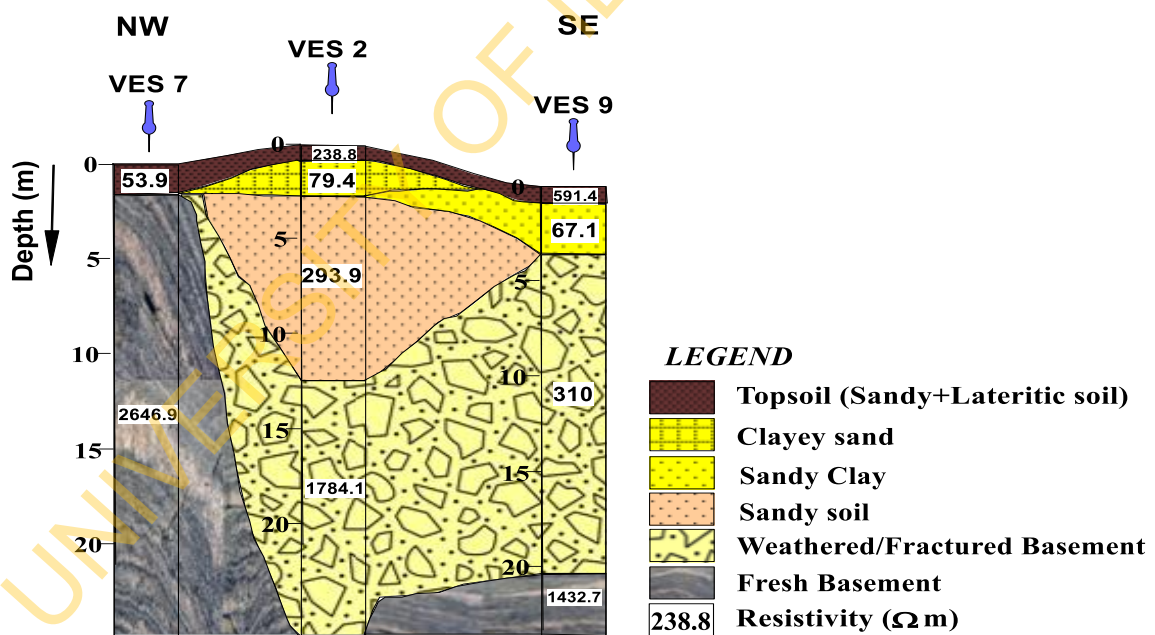 NW
SE
VES 2
VES 7
VES 9
0
238.8
0
53.9
79.4
0
591.4
67.1
Depth (m)
5
5
293.9
5
10
10
10
310
2646.9
15
15
15
1784.1
20
20
20
1432.7
LEGEND
Topsoil (Sandy+Lateritic soil)
Clayey sand
Sandy Clay
Sandy soil
Weathered/Fractured Basement
Fresh Basement
238.8 Resistivity (Ω m)
UNIVERSITY OF